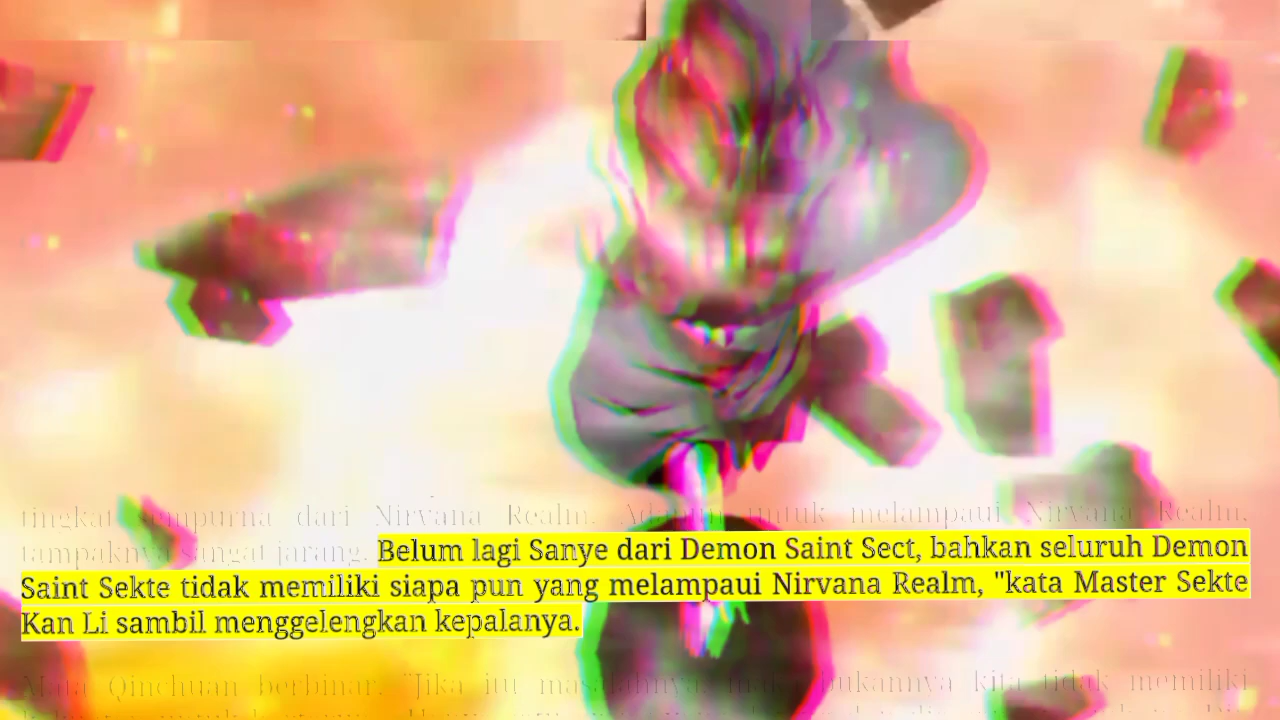 tingkat sempurna dari Nirvana Realm. Adapun untuk melampaui Nirvana Realm,
tampaknya sangat jarang. Belum lagi Sanye dari Demon Saint Sect, bahkan seluruh Demon
Saint Sekte tidak memiliki siapa pun yang melampaui Nirvana Realm, "kata Master Sekte
Kan Li sambil menggelengkan kepalanya.
Mata Qinchuan berbinar. "Jika itu masalahnya, bukannya kita tidak memiliki